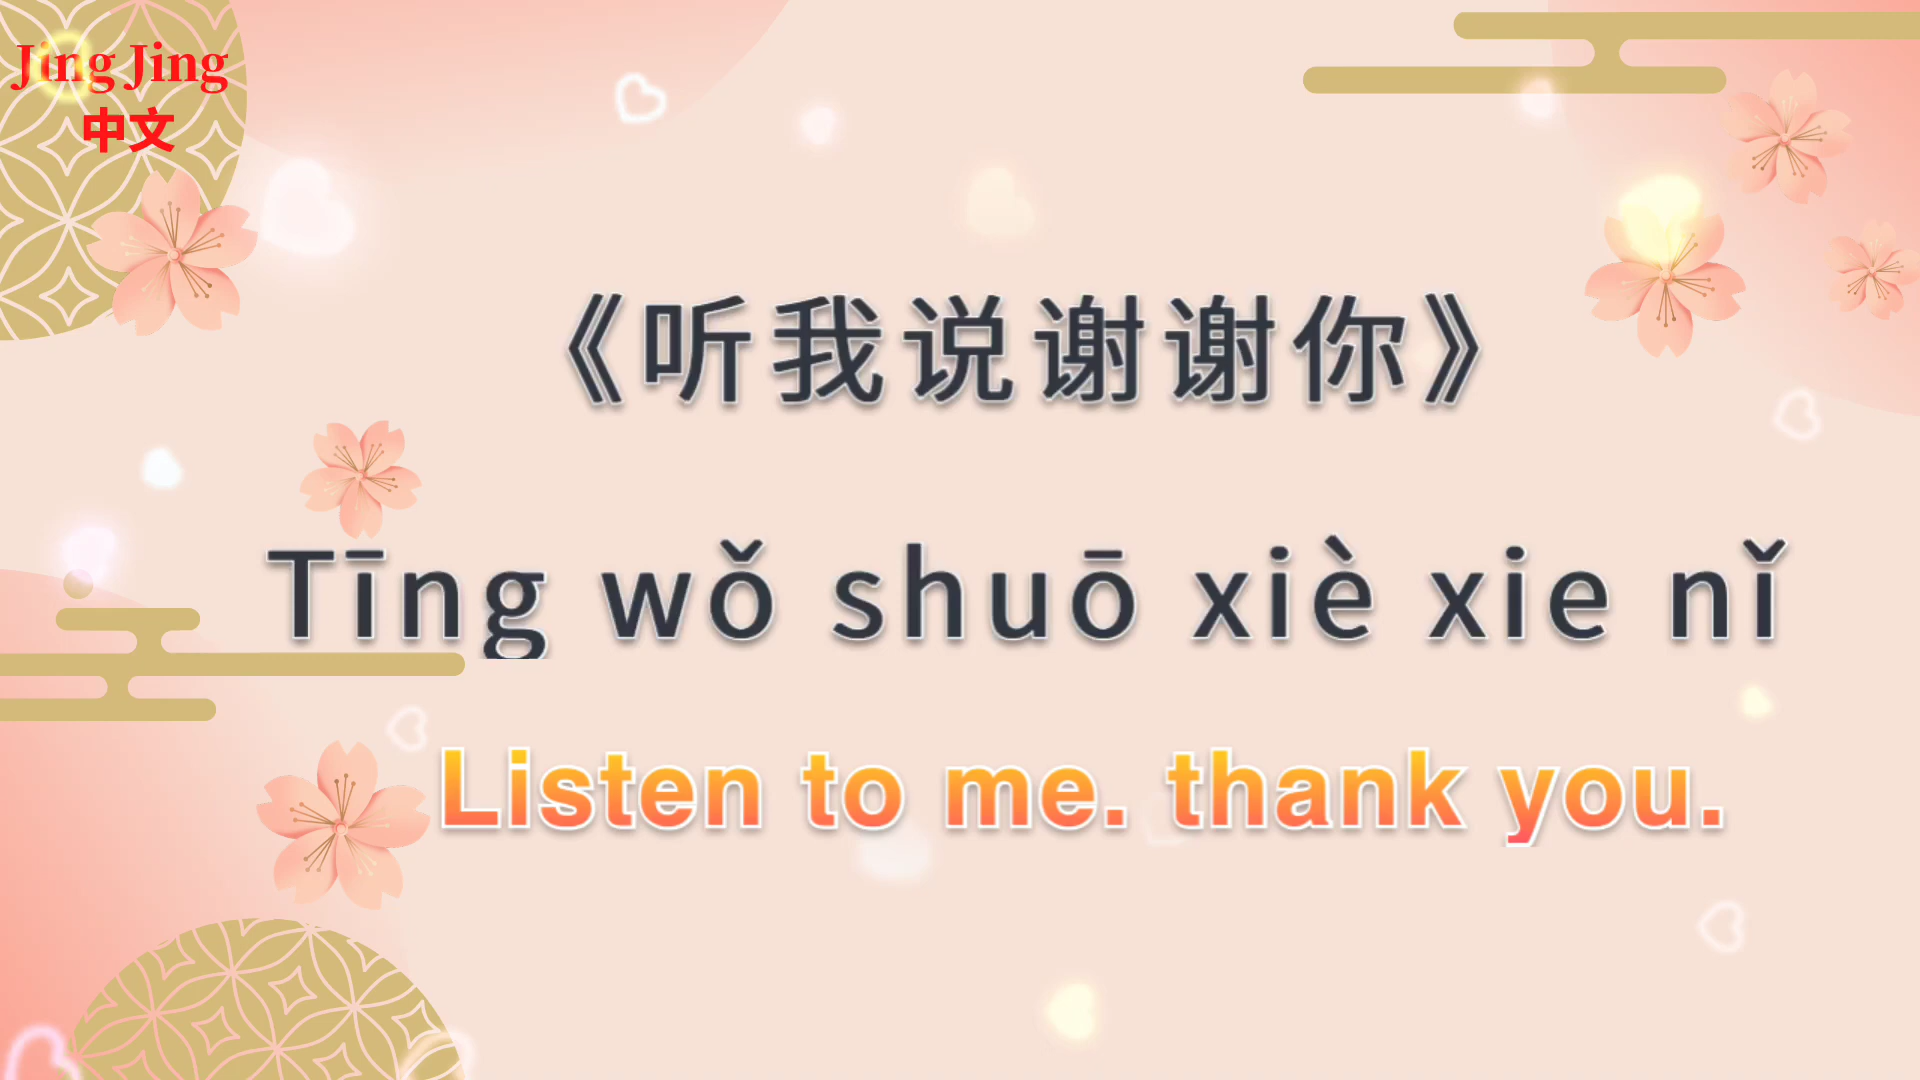 Jing Jing
中文
《听我说谢谢你》
Tīng wǒ shuō xiè xie nǐ
Listen to me. thank you.